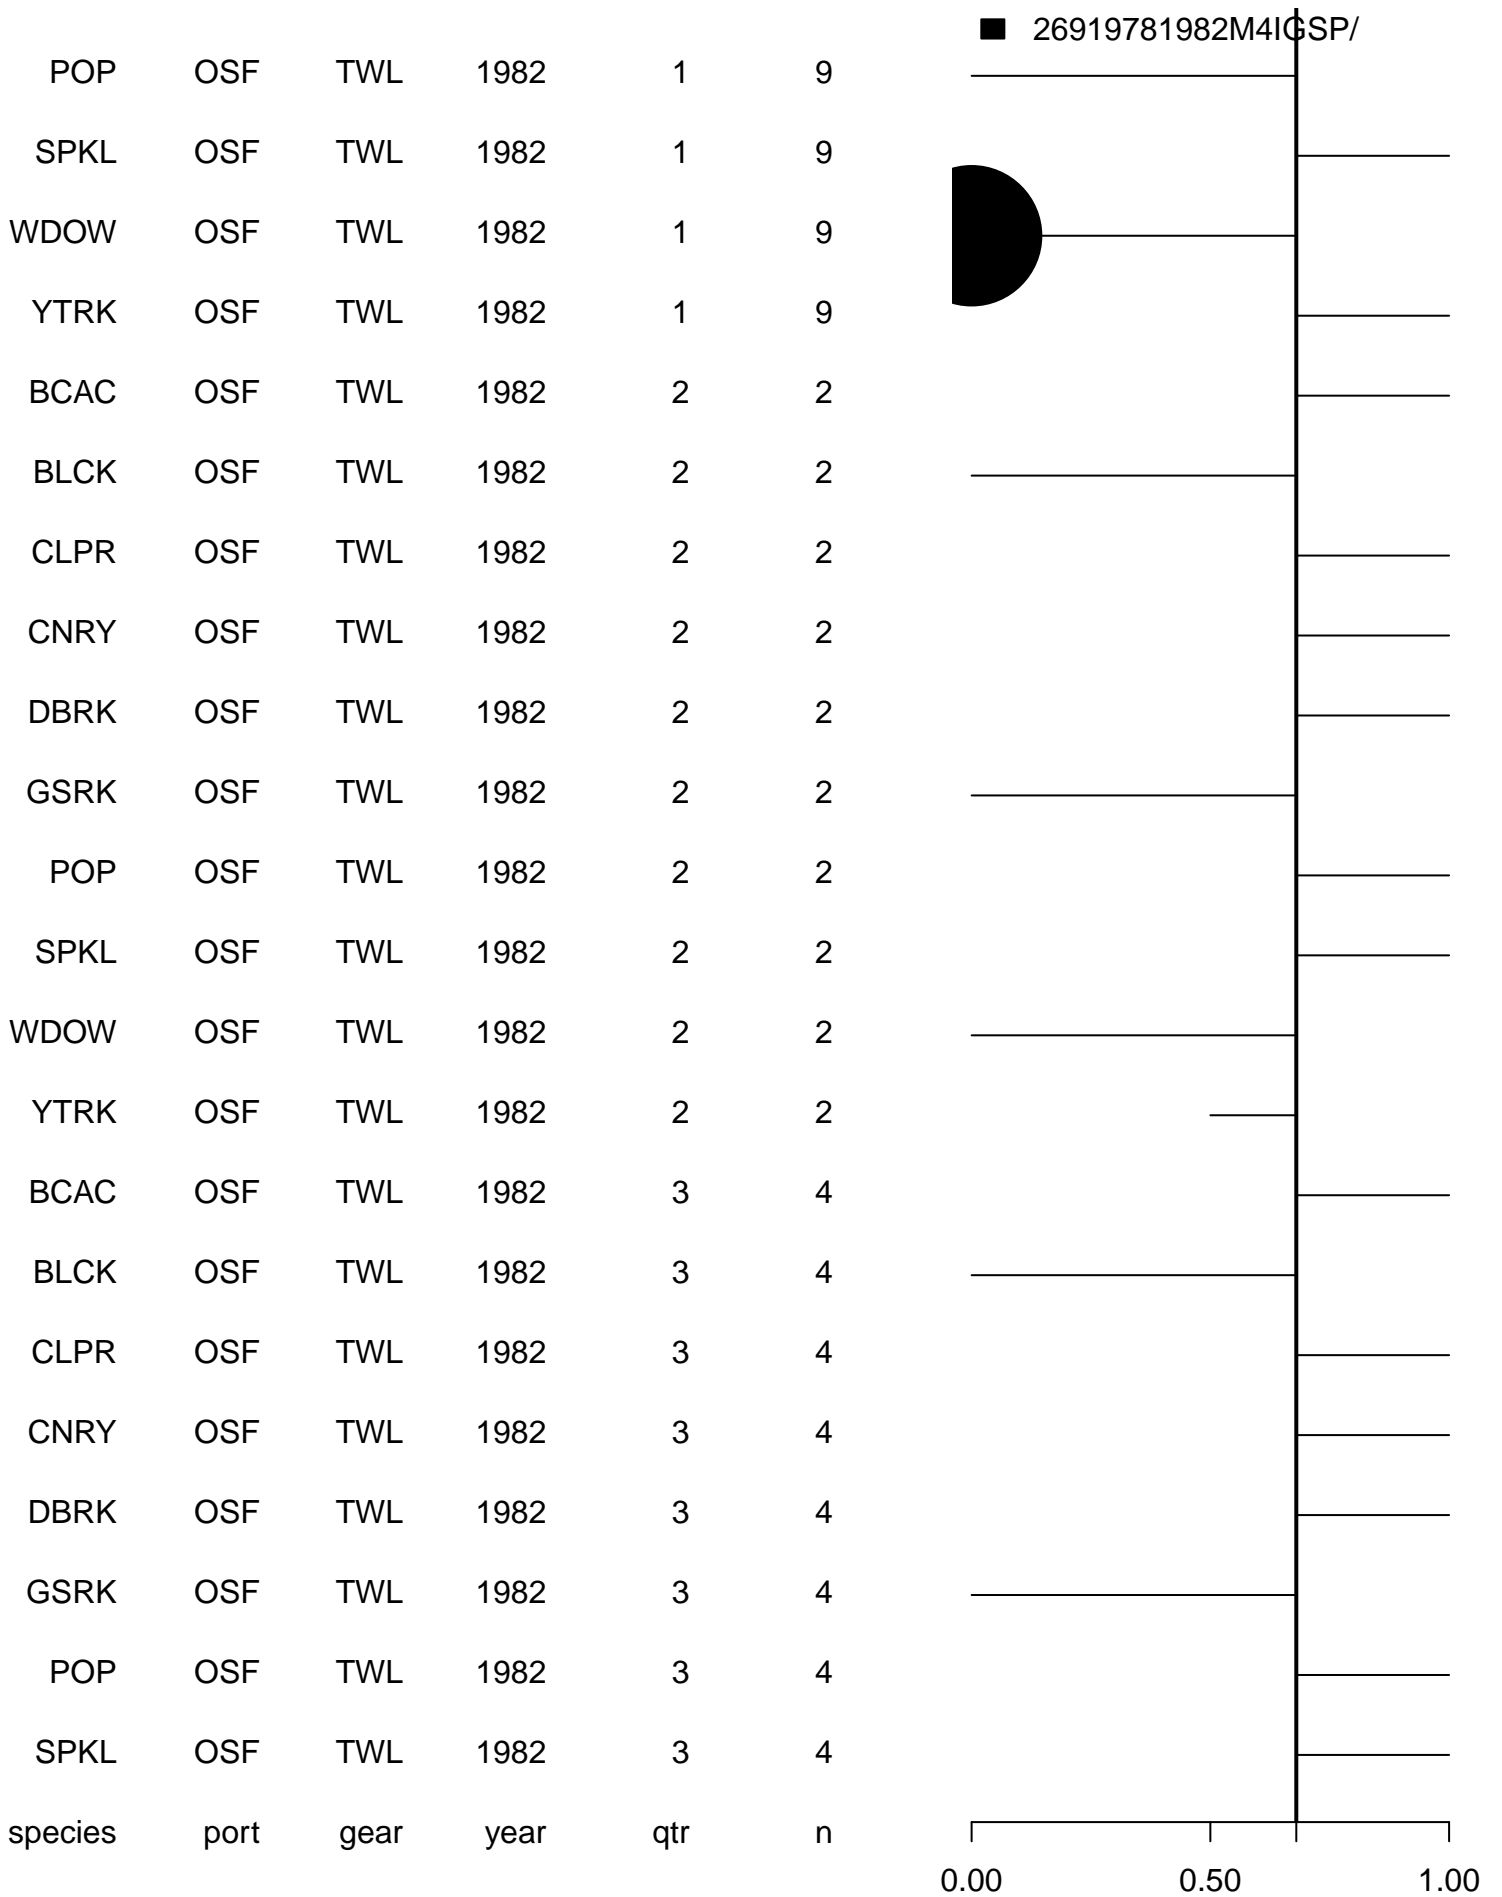 26919781982M4IGSP/
POP OSF TWL 1982 1 9
SPKL OSF TWL 1982 1 9
WDOW OSF TWL 1982 1 9
YTRK OSF TWL 1982 1 9
BCAC OSF TWL 1982 2 2
BLCK OSF TWL 1982 2 2
CLPR OSF TWL 1982 2 2
CNRY OSF TWL 1982 2 2
DBRK OSF TWL 1982 2 2
GSRK OSF TWL 1982 2 2
POP OSF TWL 1982 2 2
SPKL OSF TWL 1982 2 2
WDOW OSF TWL 1982 2 2
YTRK OSF TWL 1982 2 2
BCAC OSF TWL 1982 3 4
BLCK OSF TWL 1982 3 4
CLPR OSF TWL 1982 3 4
CNRY OSF TWL 1982 3 4
DBRK OSF TWL 1982 3 4
GSRK OSF TWL 1982 3 4
POP OSF TWL 1982 3 4
SPKL OSF TWL 1982 3 4
species port gear year qtr n
0.00 0.50 1.00